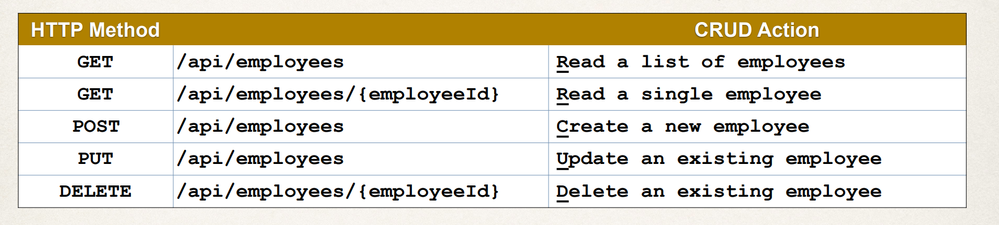 HTTP Method CRUD Action
GET /api/employees Read a list of employees
GET /api/employees/{employeeId} Read a single employee
POST /api/employees Create a new employee
PUT /api/employees Update an existing employee
DELETE /api/employees/{employeeId} Delete an existing employee